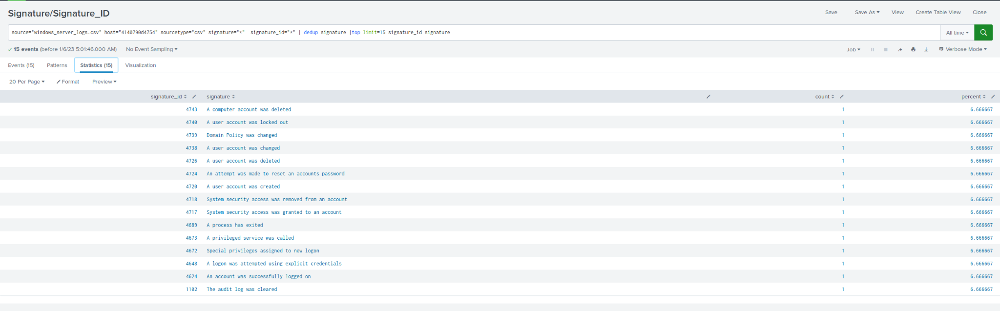 Signature/Signature_ID
Save Save As View Create Table View Close
source="windows_server_logs.csv" host="4140790d4754" sourcetype="csv" signature="*"  signature_id="*" | dedup signature |top limit=15 signature_id signature
All time
15 events (before 1/6/23 5:01:46.000 AM) No Event Sampling
Job Verbose Mode
Events (15) Patterns Statistics (15) Visualization
20 Per Page Format Preview
signature_id signature count percent
4743 A computer account was deleted 1 6.666667
4740 A user account was locked out 1 6.666667
4739 Domain Policy was changed 1 6.666667
4738 A user account was changed 1 6.666667
4726 A user account was deleted 1 6.666667
4724 An attempt was made to reset an accounts password 1 6.666667
4720 A user account was created 1 6.666667
4718 System security access was removed from an account 1 6.666667
4717 System security access was granted to an account 1 6.666667
4689 A process has exited 1 6.666667
4673 A privileged service was called 1 6.666667
4672 Special privileges assigned to new logon 1 6.666667
4648 A logon was attempted using explicit credentials 1 6.666667
4624 An account was successfully logged on 1 6.666667
1102 The audit log was cleared 1 6.666667